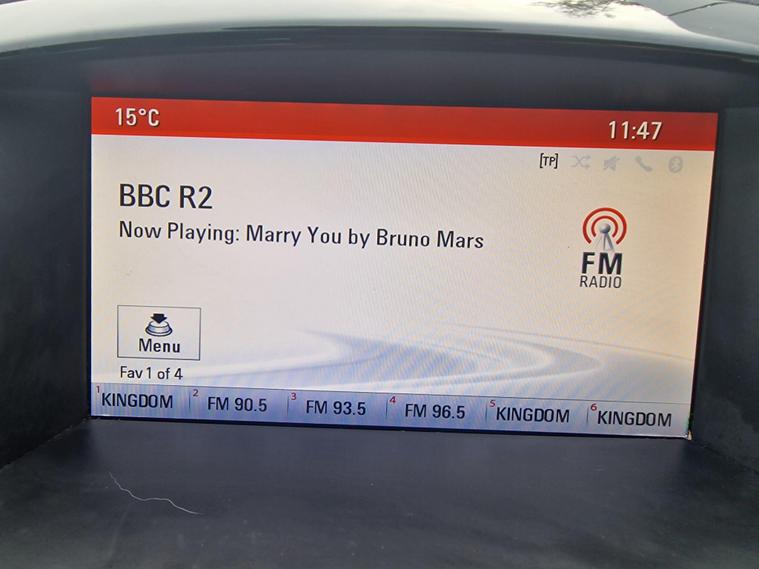 15°C 11:47
[TP]
BBC R2
Now Playing: Marry You by Bruno Mars
FM
RADIO
Menu
Fav 1 of 4
1 KINGDOM 2 FM 90.5 3 FM 93.5 4 FM 96.5 5 KINGDOM 6 KINGDOM